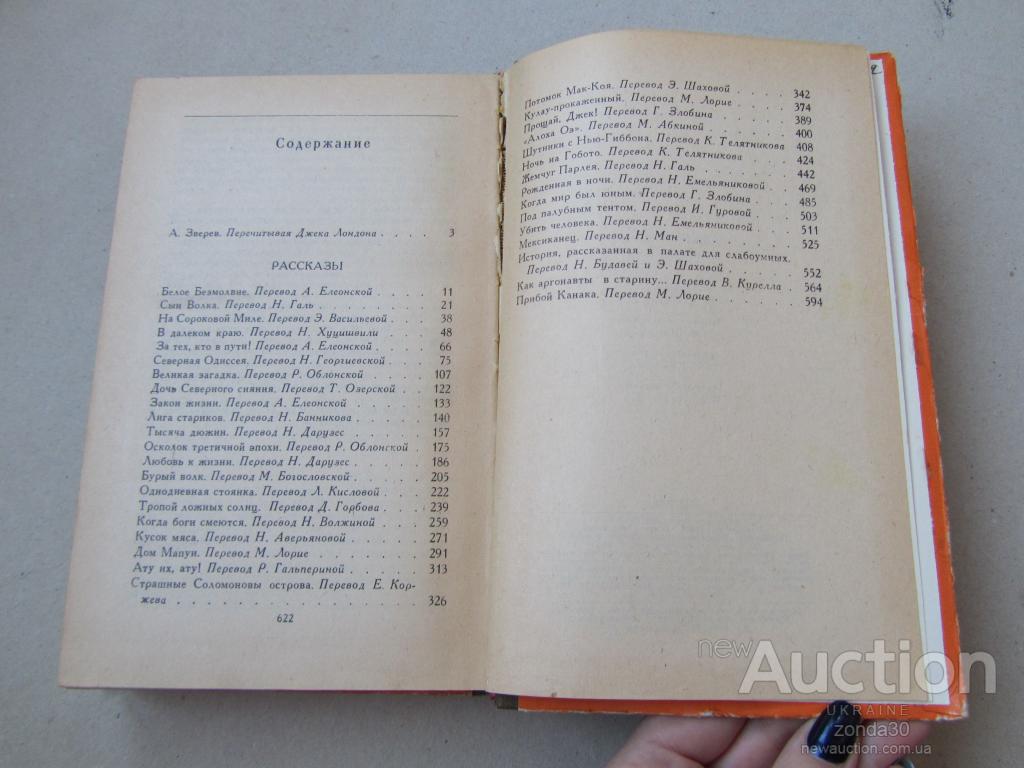 Содержание
А. Зверев. Перечитывая Джека Лондона . . . . 3
РАССКАЗЫ
Белое Безмолвие. Перевод А. Елеонской . . . . 11
Сын Волка. Перевод Н. Галь . . . . . . . 21
На Сороковой Миле. Перевод Э. Васильевой . . . 38
В далеком краю. Перевод Н. Хуцишвили . . . . 48
За тех, кто в пути! Перевод А. Елеонской . . . . 66
Северная Одиссея. Перевод Н. Георгиевской . . . 75
Великая загадка. Перевод Р. Облонской . . . . 107
Дочь Северного сияния. Перевод Т. Озерской . . . 122
Закон жизни. Перевод А. Елеонской . . . . . 133
Лига стариков. Перевод Н. Банникова . . . . . 140
Тысяча дюжин. Перевод Н. Дарузес . . . . . 157
Осколок третичной эпохи. Перевод Р. Облонской . 175
Любовь к жизни. Перевод Н. Дарузес . . . . . 186
Бурый волк. Перевод М. Богословской . . . . . 205
Однодневная стоянка. Перевод Л. Кисловой . . . . 222
Тропой ложных солнц. Перевод Д. Горбова . . . . 239
Когда боги смеются. Перевод Н. Волжиной . . . . 259
Кусок мяса. Перевод Н. Аверьяновой . . . . . 271
Дом Мапуи. Перевод М. Лорие . . . . . . . 291
Ату их, ату! Перевод Р. Гальпериной . . . . . 313
Страшные Соломоновы острова. Перевод Е. Кор-
жева . . . . . . . . . . . . . . . 326
622
Потомок Мак-Коя. Перевод Э. Шаховой . . . . 342
Кулау-прокаженный. Перевод М. Лорие . . . . 374
Прощай, Джек! Перевод Г. Злобина . . . . . 389
«Алоха Оэ». Перевод М. Абкиной . . . . . 400
Шутники с Нью-Гиббона. Перевод К. Телятникова 408
Ночь на Гобото. Перевод К. Телятникова . . . . 424
Жемчуг Парлея. Перевод Н. Галь . . . . . 442
Рожденная в ночи. Перевод Н. Емельяниковой . . 469
Когда мир был юным. Перевод Г. Злобина . . . 485
Под палубным тентом. Перевод И. Гуровой . . . 503
Убить человека. Перевод Н. Емельяниковой . . . 511
Мексиканец. Перевод Н. Ман . . . . . . . 525
История, рассказанная в палате для слабоумных.
Перевод Н. Будавей и Э. Шаховой . . . . . 552
Как аргонавты в старину... Перевод В. Курелла . . 564
Прибой Канака. Перевод М. Лорие . . . . . 594
new Auction
UKRAINE
zonda30
newauction.com.ua